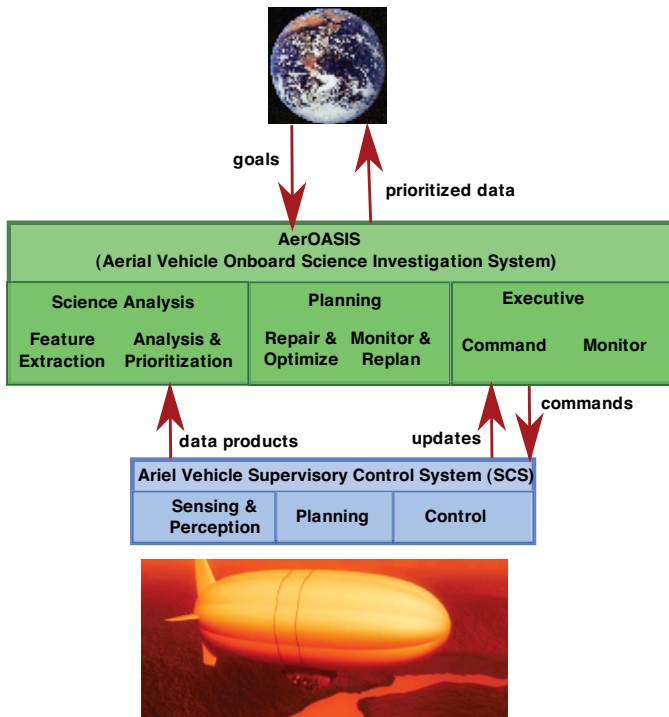 goals
prioritized data
AerOASIS
(Aerial Vehicle Onboard Science Investigation System)
Science Analysis
Feature Extraction
Analysis & Prioritization
Planning
Repair & Optimize
Monitor & Replan
Executive
Command
Monitor
data products
updates
commands
Ariel Vehicle Supervisory Control System (SCS)
Sensing & Perception
Planning
Control